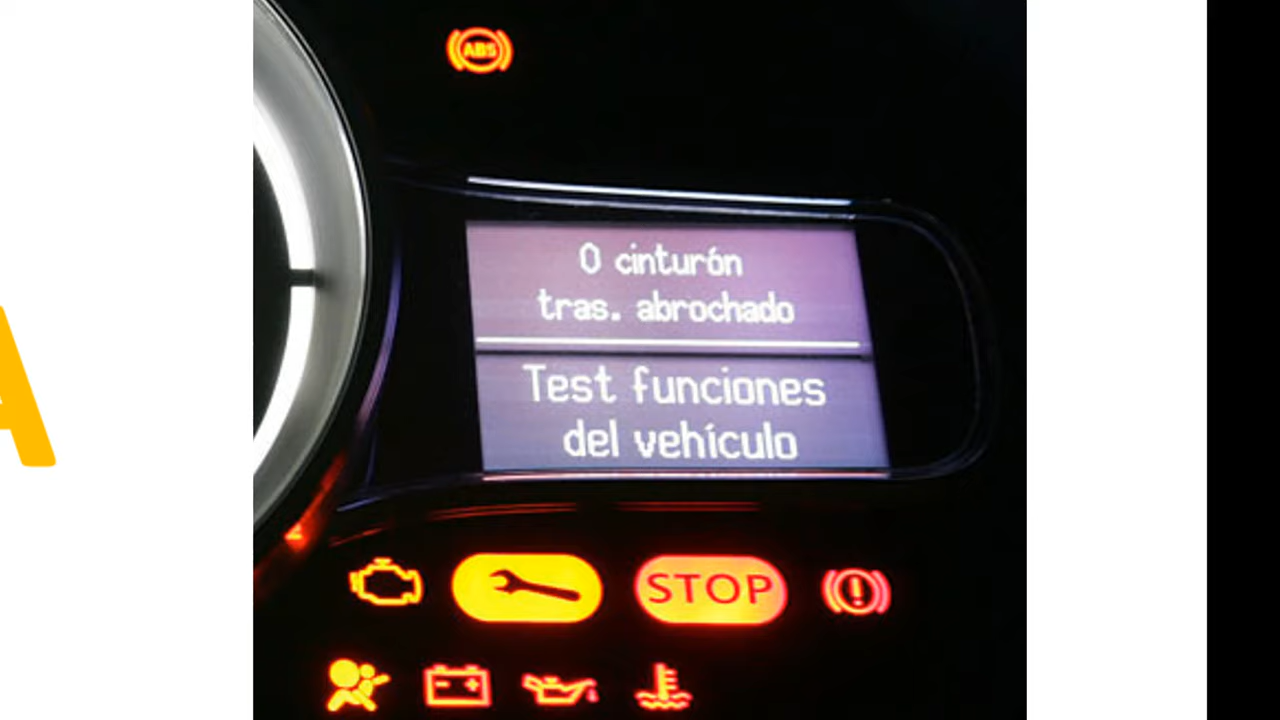 A
ABS
0 cinturón
tras. abrochado
Test funciones
del vehículo
STOP